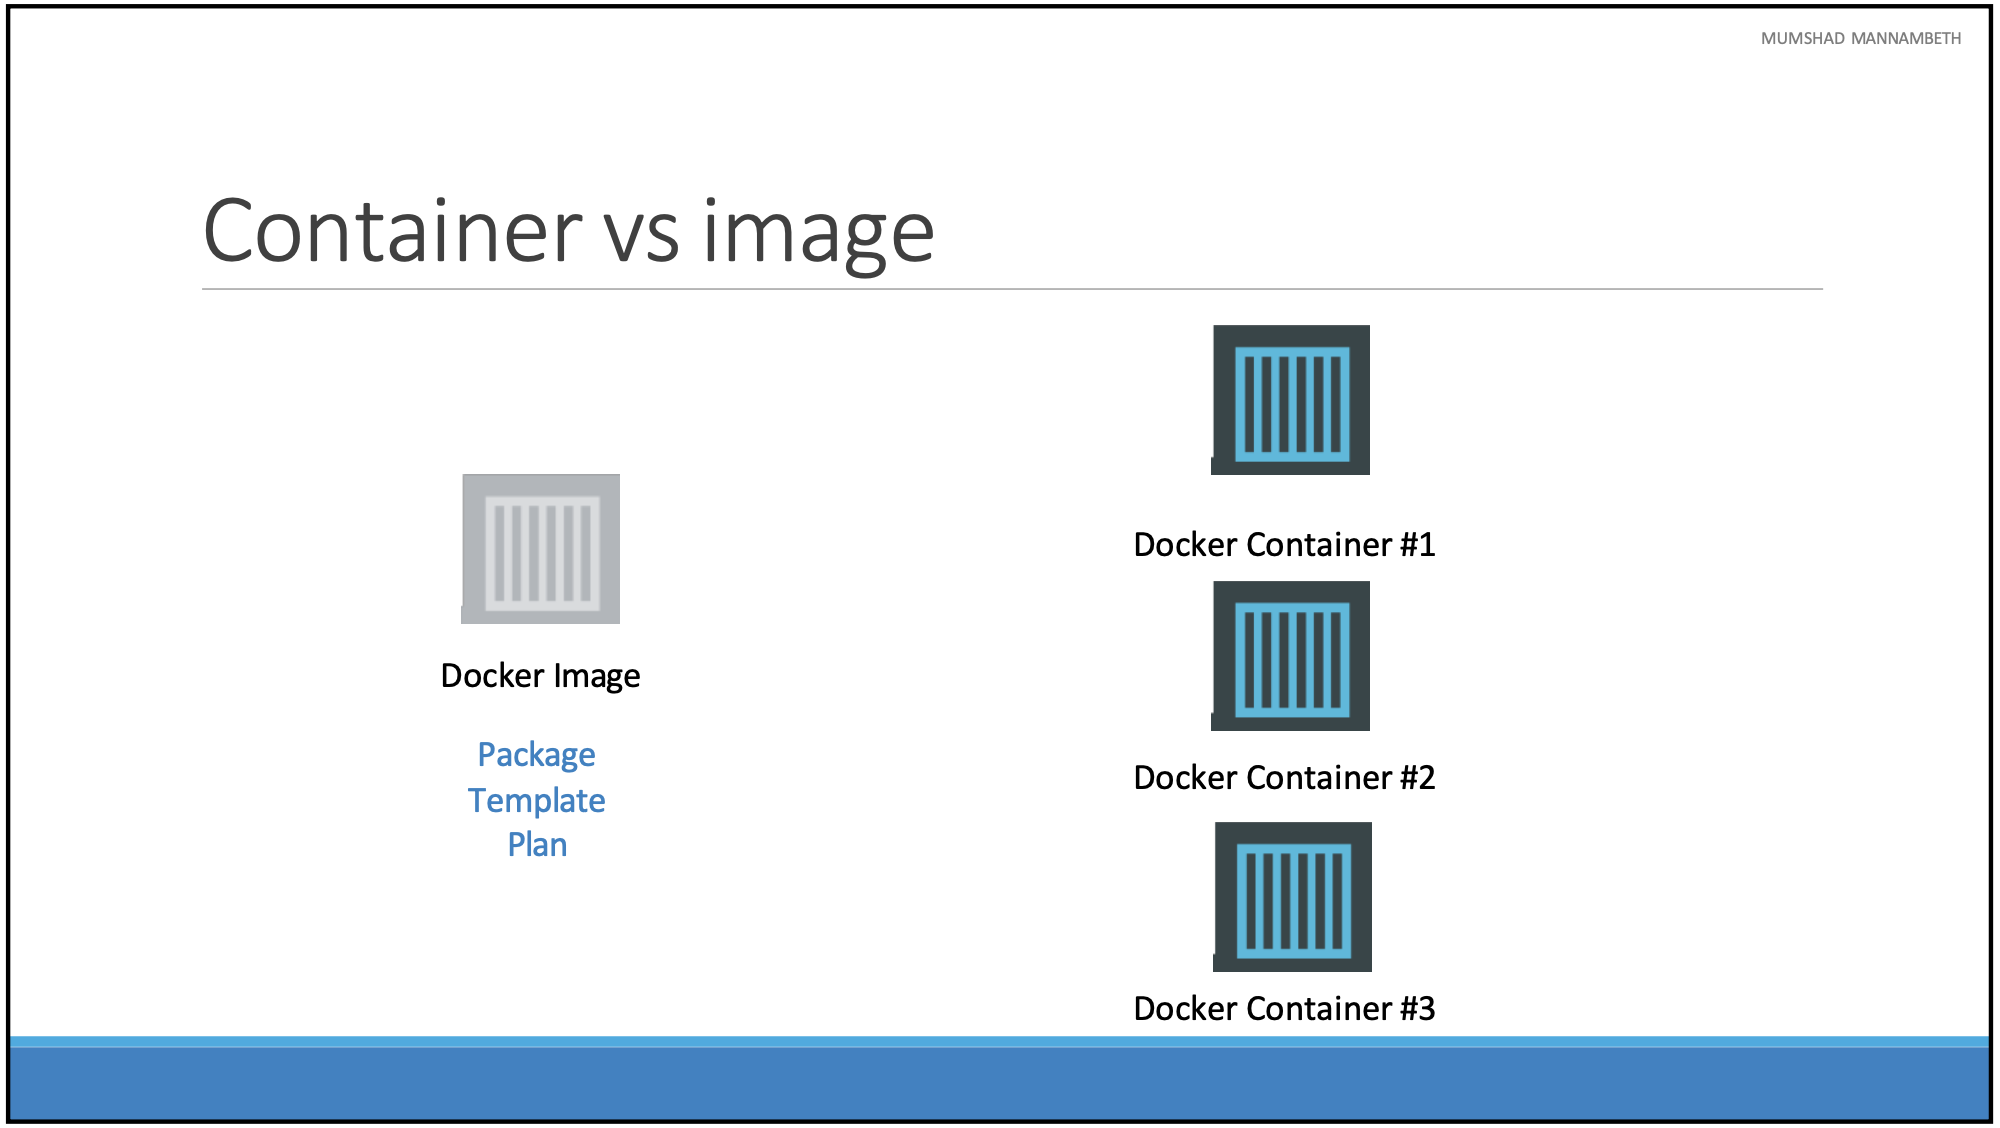 MUMSHAD MANNAMBETH
Container vs image
Docker Image
Package
Template
Plan
Docker Container #1
Docker Container #2
Docker Container #3